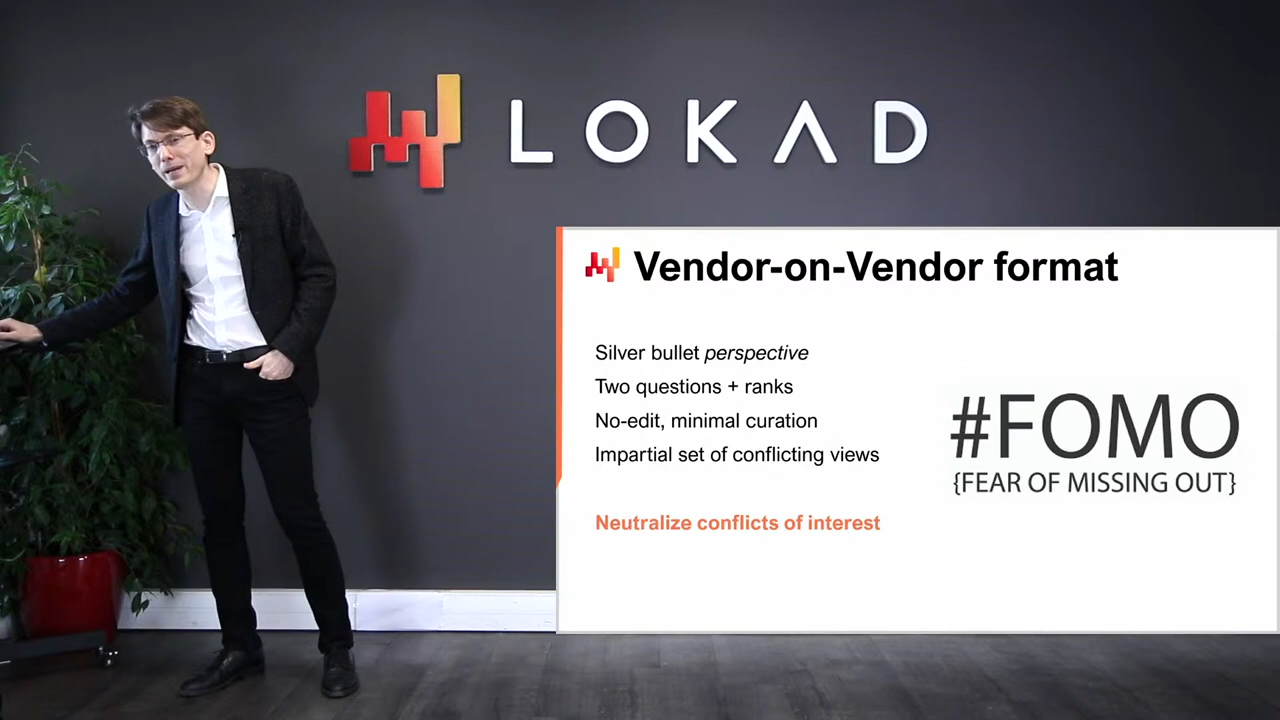 LOKAD
Vendor-on-Vendor format
Silver bullet perspective
Two questions + ranks
No-edit, minimal curation
Impartial set of conflicting views
#FOMO
{FEAR OF MISSING OUT}
Neutralize conflicts of interest